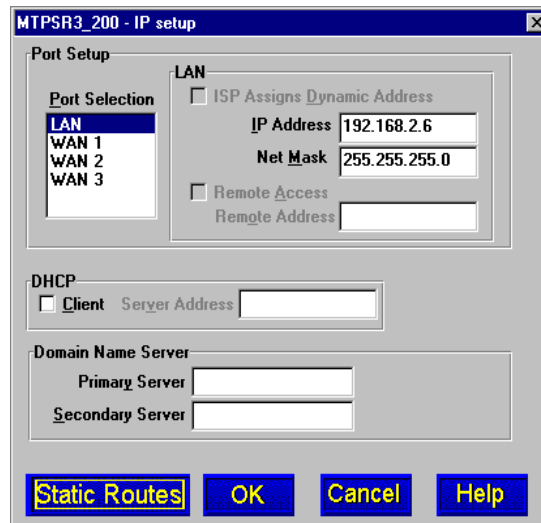 MTPSR3_200 - IP setup
Port Setup
Port Selection
LAN
WAN 1
WAN 2
WAN 3
LAN
ISP Assigns Dynamic Address
IP Address 192.168.2.6
Net Mask 255.255.255.0
Remote Access
Remote Address
DHCP
Client Server Address
Domain Name Server
Primary Server
Secondary Server
Static Routes OK Cancel Help